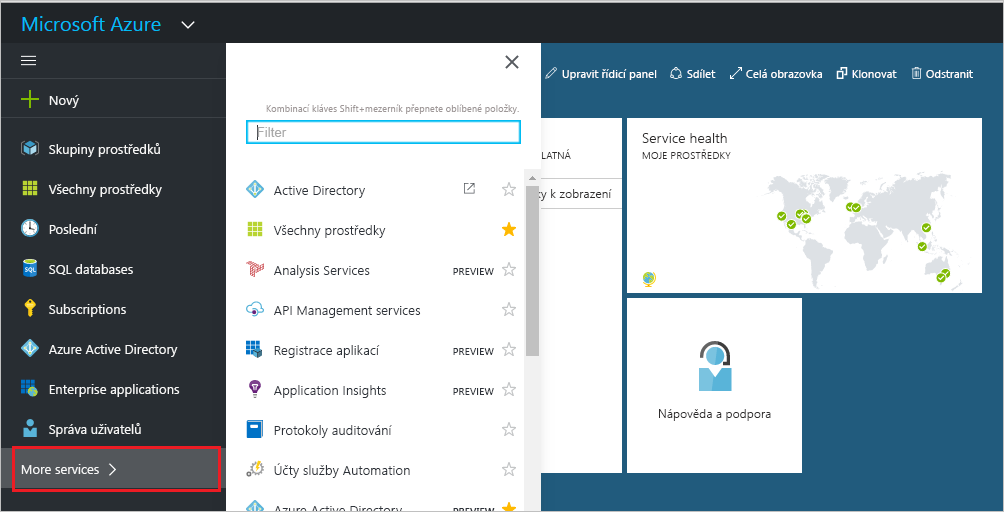 Microsoft Azure
Nový
Skupiny prostředků
Všechny prostředky
Poslední
SQL databases
Subscriptions
Azure Active Directory
Enterprise applications
Správa uživatelů
More services
Kombinací kláves Shift+mezerník přepnete oblíbené položky.
Filter
Active Directory
Všechny prostředky
Analysis Services PREVIEW
API Management services
Registrace aplikací PREVIEW
Application Insights PREVIEW
Protokoly auditování
Účty služby Automation
Azure Active Directory PREVIEW
Upravit řídicí panel Sdílet Celá obrazovka Klonovat Odstranit
LATNÁ
ky k zobrazení
Service health
MOJE PROSTŘEDKY
Nápověda a podpora
SQL